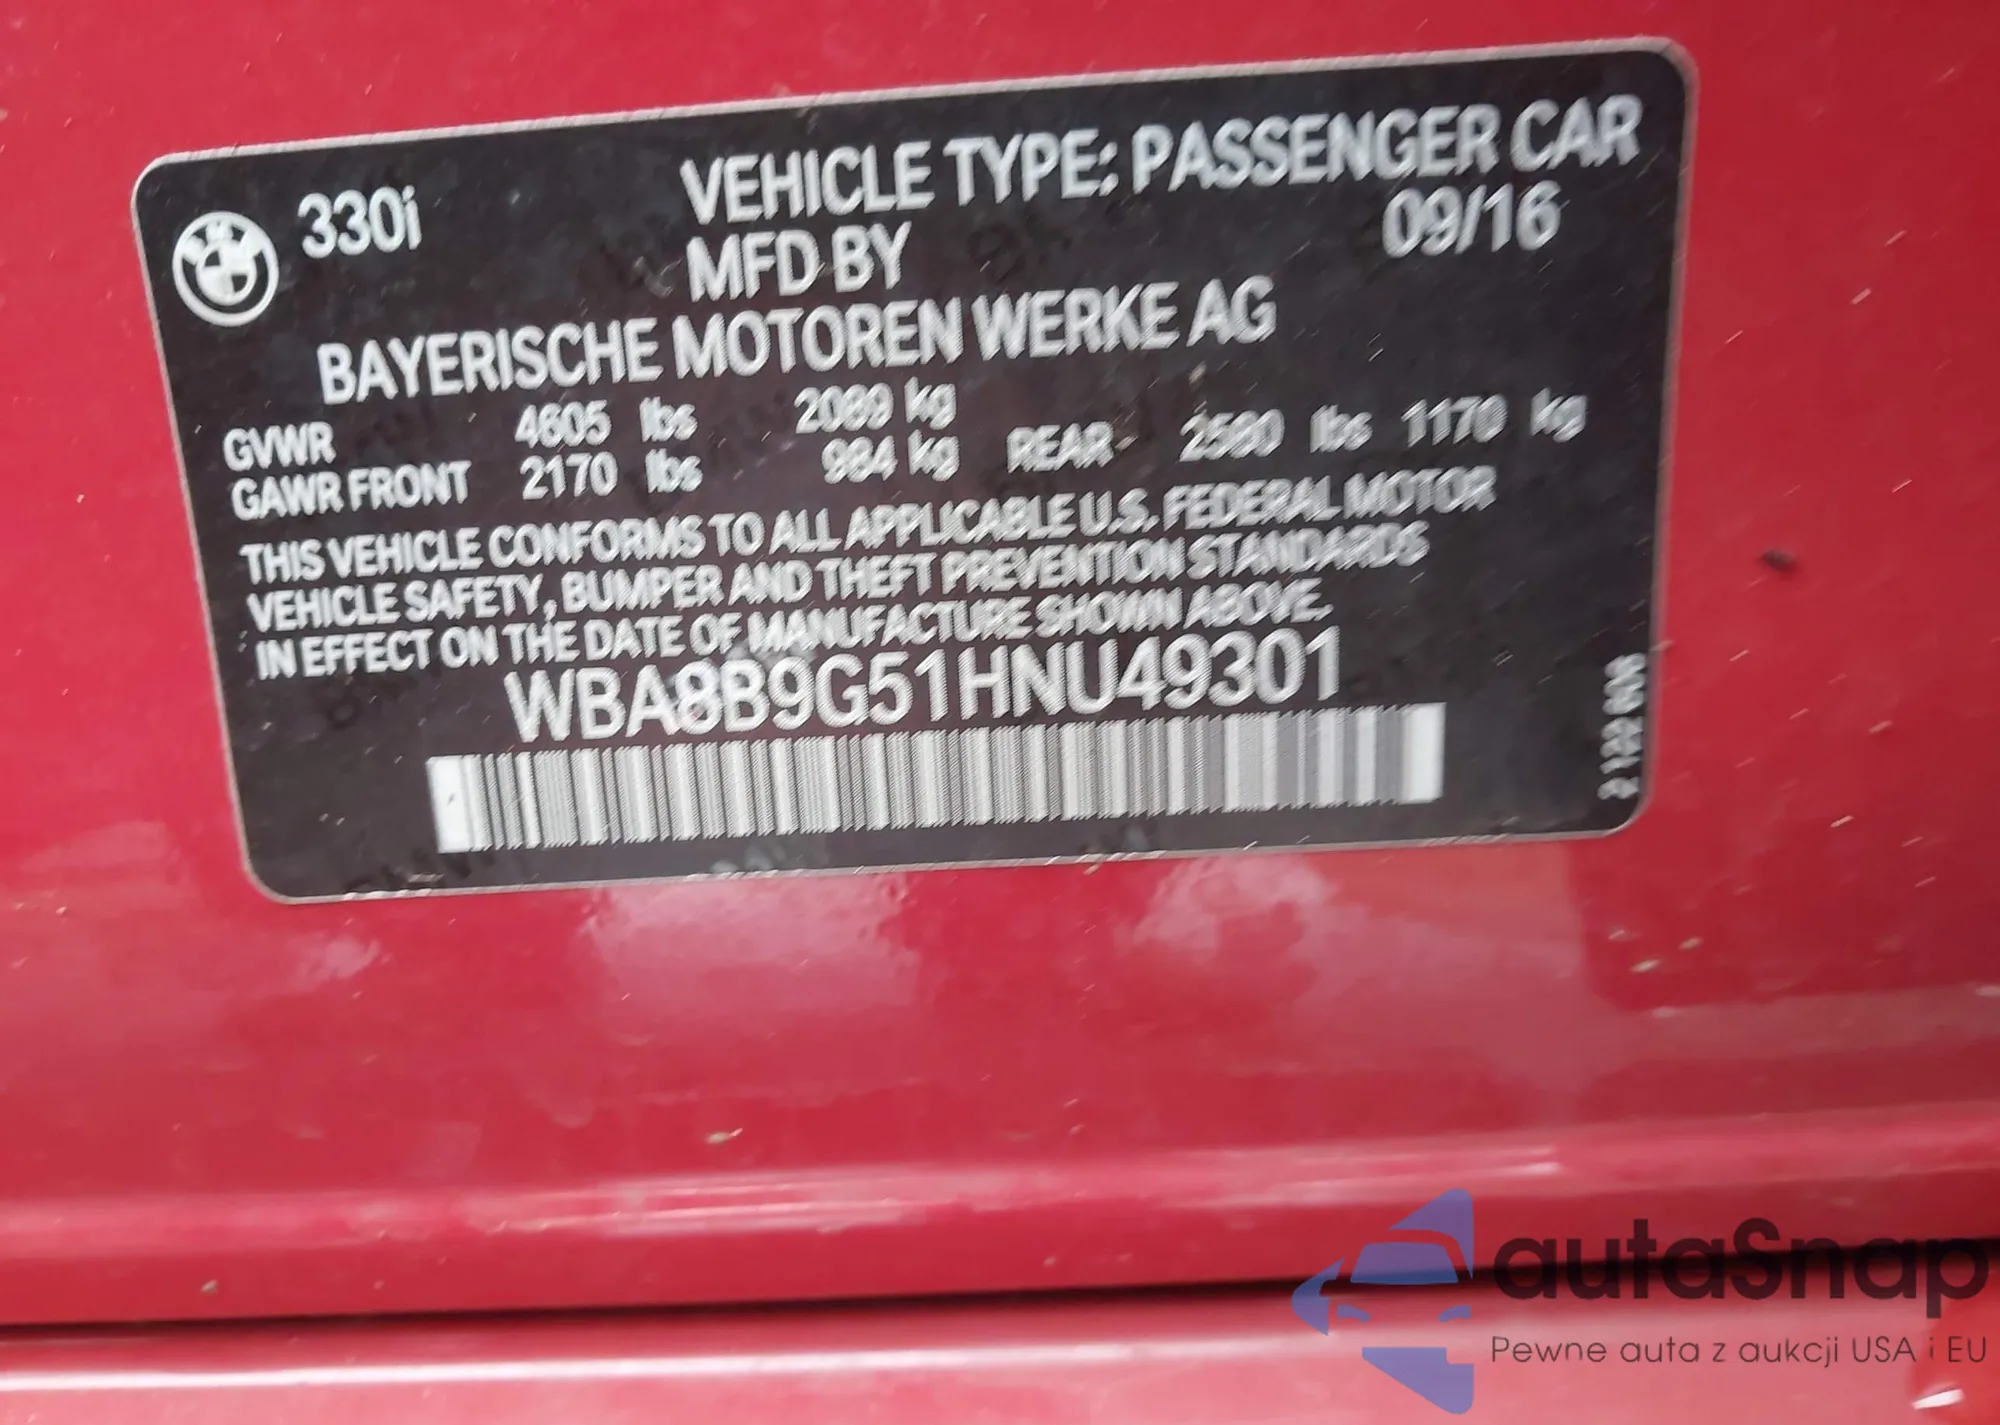 330i
VEHICLE TYPE: PASSENGER CAR
MFD BY 09/16
BAYERISCHE MOTOREN WERKE AG
GVWR 4605 lbs 2089 kg
GAWR FRONT 2170 lbs 984 kg REAR 2580 lbs 1170 kg
THIS VEHICLE CONFORMS TO ALL APPLICABLE U.S. FEDERAL MOTOR
VEHICLE SAFETY, BUMPER AND THEFT PREVENTION STANDARDS
IN EFFECT ON THE DATE OF MANUFACTURE SHOWN ABOVE.
WBA8B9G51HNU49301
autaSnap
Pewne auta z aukcji USA i EU